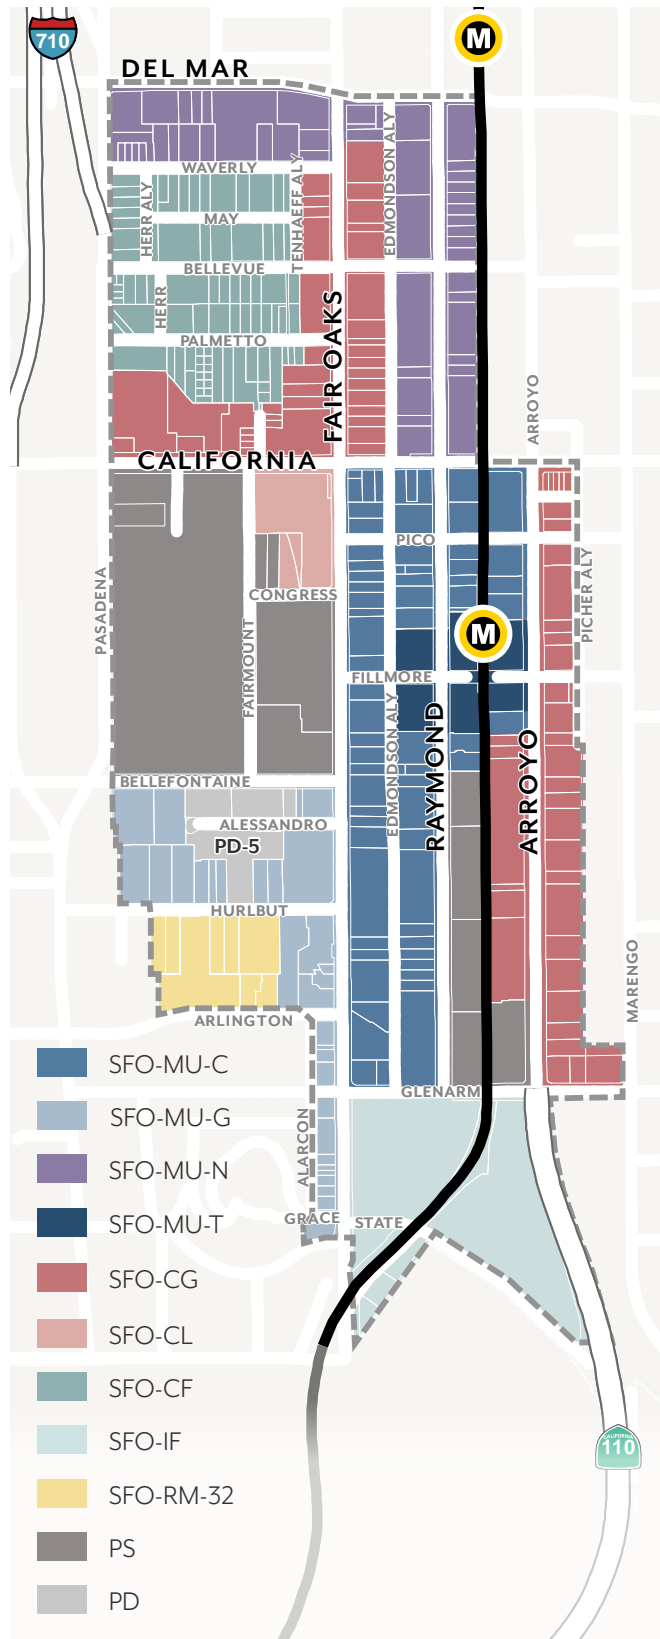 710
M
DEL MAR
EDMONDSON ALY
WAVERLY
TENHAEFF ALY
HERR ALY
MAY
BELLEVUE
HERR
FAIR OAKS
PALMETTO
ARROYO
CALIFORNIA
PICO
PASADENA
PICHER ALY
CONGRESS
M
FAIRMOUNT
FILLMORE
EDMONDSON ALY
RAYMOND
ARROYO
BELLEFONTAINE
ALESSANDRO
PD-5
HURLBUT
MARENGO
ARLINGTON
GLENARM
ALARCON
GRACE
STATE
SFO-MU-C
SFO-MU-G
SFO-MU-N
SFO-MU-T
SFO-CG
SFO-CL
SFO-CF
SFO-IF
SFO-RM-32
PS
PD
CALIFORNIA
110